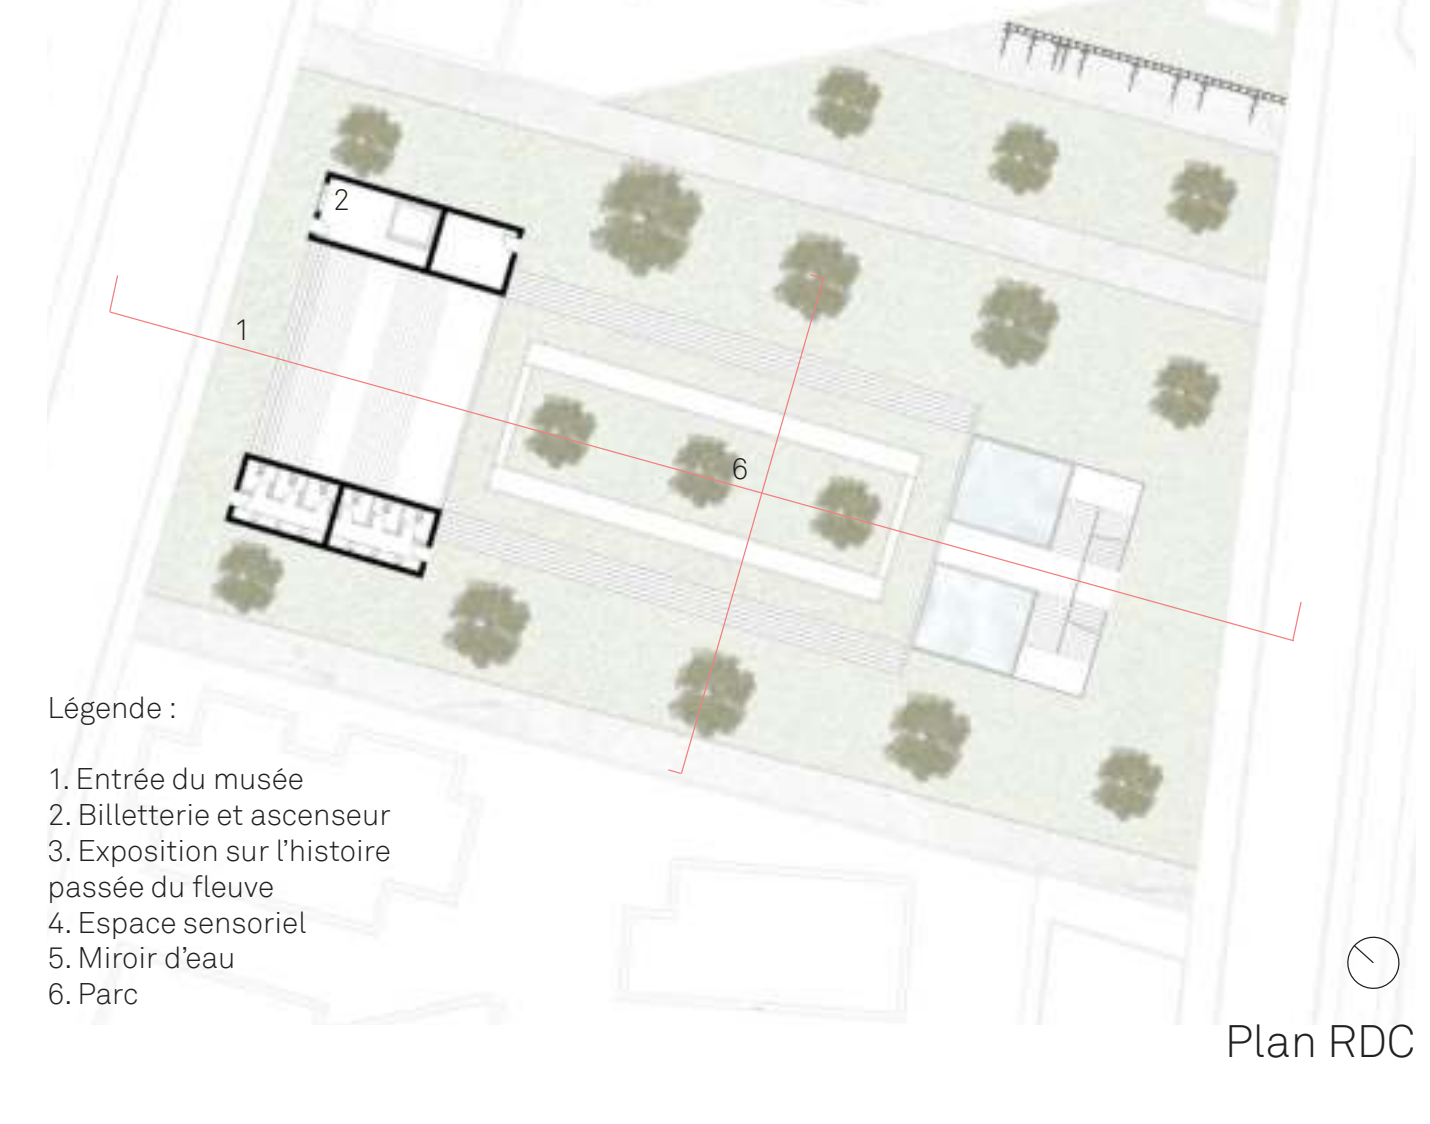 2
1
6
Légende :
1. Entrée du musée
2. Billetterie et ascenseur
3. Exposition sur l’histoire
passée du fleuve
4. Espace sensoriel
5. Miroir d’eau
6. Parc
Plan RDC